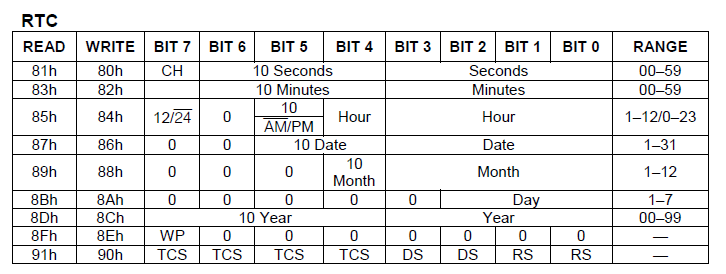 RTC
READ WRITE BIT 7 BIT 6 BIT 5 BIT 4 BIT 3 BIT 2 BIT 1 BIT 0 RANGE
81h 80h CH 10 Seconds Seconds 00–59
83h 82h 10 Minutes Minutes 00–59
85h 84h 12/24 0 10 Hour Hour 1–12/0–23
AM/PM
87h 86h 0 0 10 Date Date 1–31
89h 88h 0 0 0 10 Month Month 1–12
8Bh 8Ah 0 0 0 0 0 Day 1–7
8Dh 8Ch 10 Year Year 00–99
8Fh 8Eh WP 0 0 0 0 0 0 0 —
91h 90h TCS TCS TCS TCS DS DS RS RS —